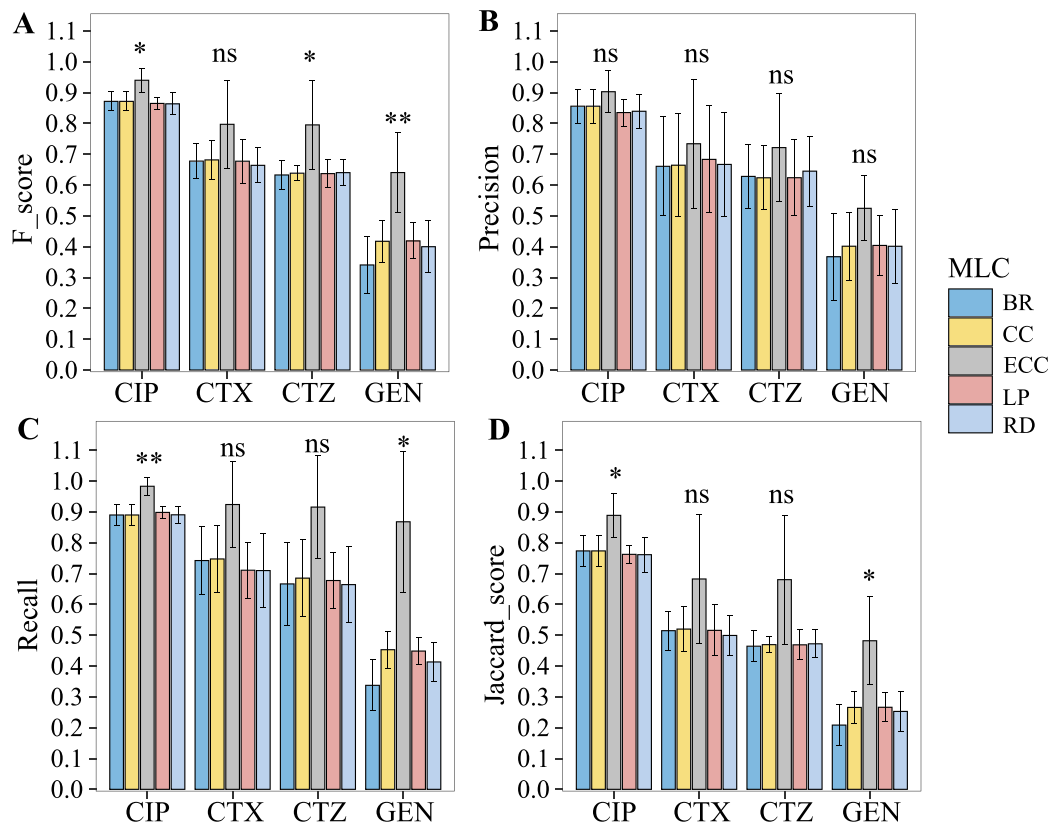 A
F_score
1.1
1.0
0.9
0.8
0.7
0.6
0.5
0.4
0.3
0.2
0.1
0.0
* ns * **
CIP CTX CTZ GEN
B
Precision
1.1
1.0
0.9
0.8
0.7
0.6
0.5
0.4
0.3
0.2
0.1
0.0
ns ns ns ns
CIP CTX CTZ GEN
MLC
BR
CC
ECC
LP
RD
C
Recall
1.1
1.0
0.9
0.8
0.7
0.6
0.5
0.4
0.3
0.2
0.1
0.0
** ns ns *
CIP CTX CTZ GEN
D
Jaccard_score
1.1
1.0
0.9
0.8
0.7
0.6
0.5
0.4
0.3
0.2
0.1
0.0
* ns ns *
CIP CTX CTZ GEN